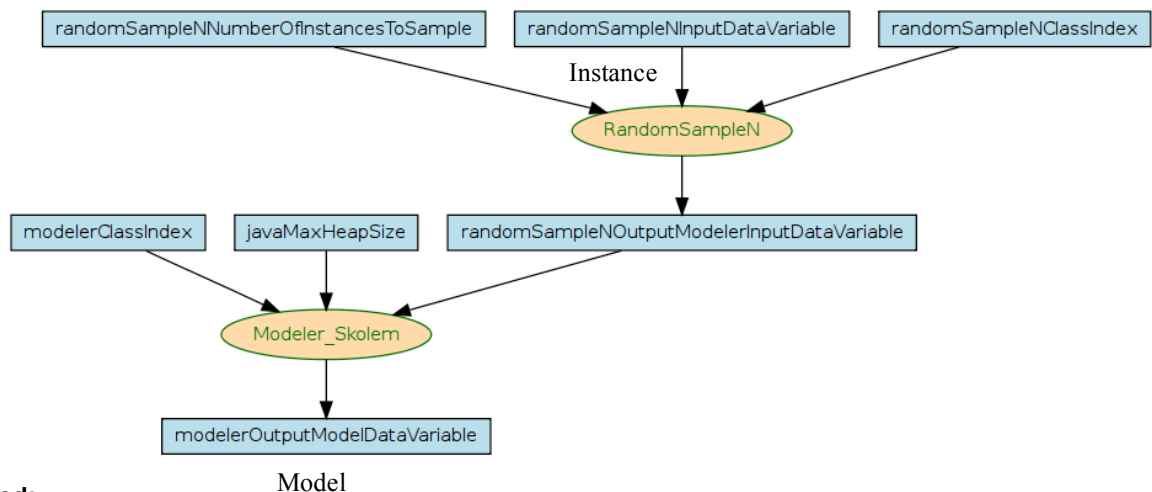 randomSampleNNumberOfInstancesToSample
randomSampleNInputDataVariable
randomSampleNClassIndex
Instance
RandomSampleN
modelerClassIndex
javaMaxHeapSize
randomSampleNOutputModelerInputDataVariable
Modeler_Skolem
modelerOutputModelDataVariable
Model